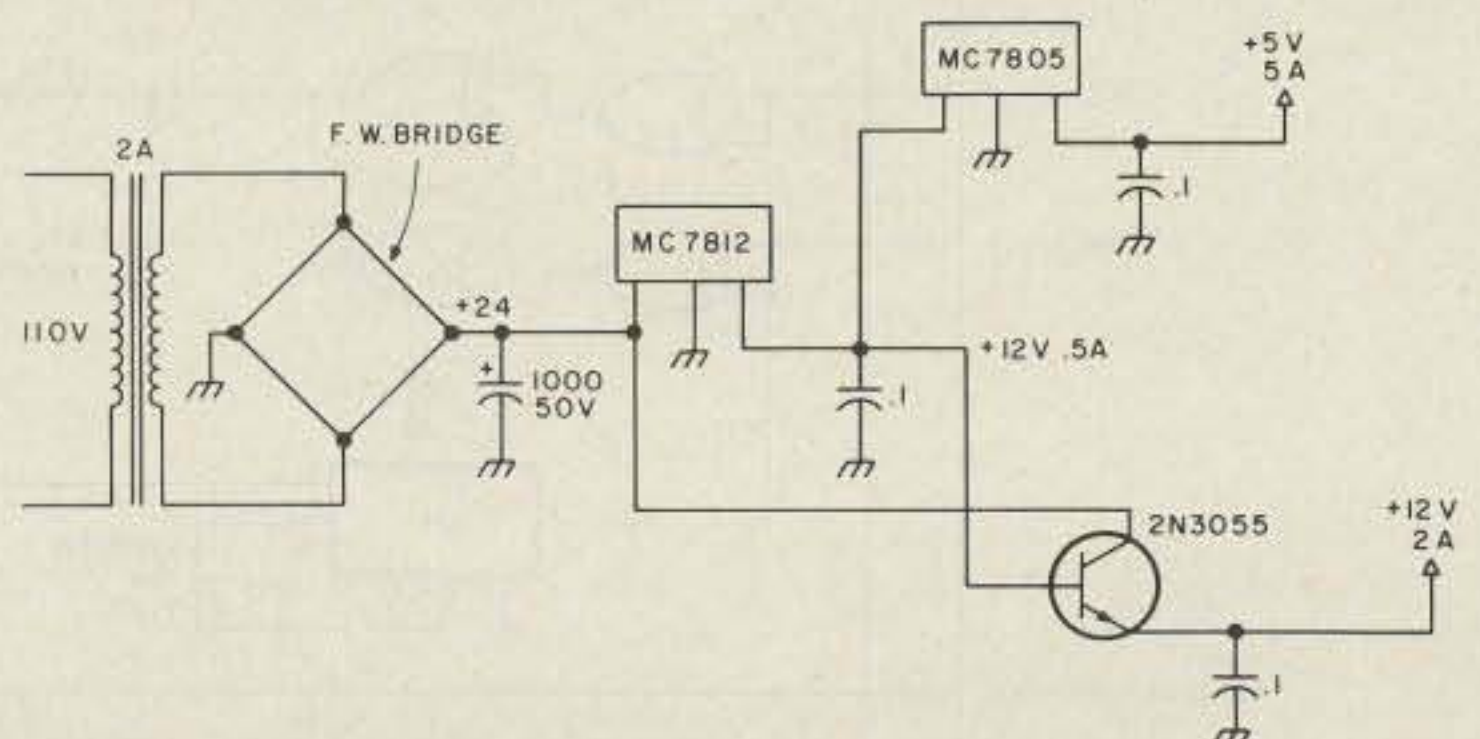 MC7805
+5V
5A
F. W. BRIDGE
2A
.1
MC7812
+24
110V
+12V .5A
1000
50V
+
.1
2N3055
+12V
2A
.1